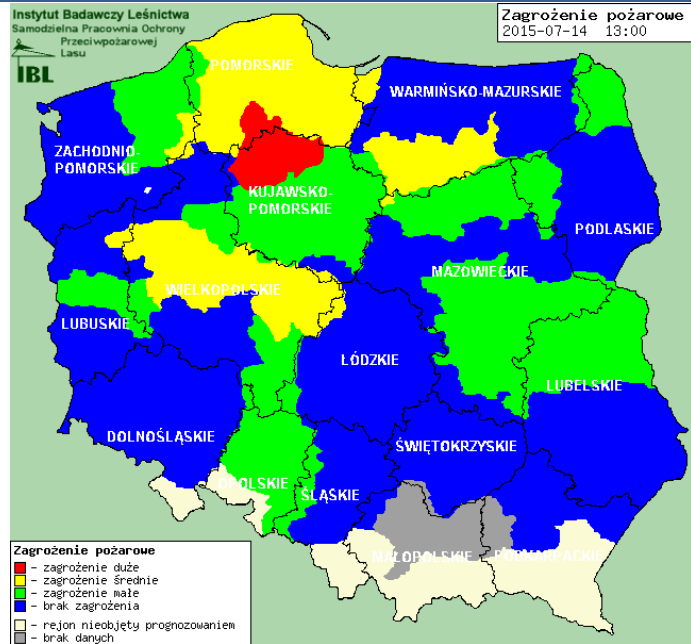 Instytut Badawczy Leśnictwa
Samodzielna Pracownia Ochrony
Przeciwpożarowej
Lasu
IBL
Zagrożenie pożarowe
2015-07-14 13:00
POMORSKIE
WARMIŃSKO-MAZURSKIE
ZACHODNIO-
POMORSKIE
KUJAWSKO-
POMORSKIE
PODLASKIE
MAZOWIECKIE
WIELKOPOLSKIE
LUBUSKIE
ŁÓDZKIE
LUBELSKIE
DOLNOŚLĄSKIE
ŚWIĘTOKRZYSKIE
OPOLSKIE
ŚLĄSKIE
MAŁOPOLSKIE
PODKARPACKIE
Zagrożenie pożarowe
- zagrożenie duże
- zagrożenie średnie
- zagrożenie małe
- brak zagrożenia
- rejon nieobjęty prognozowaniem
- brak danych